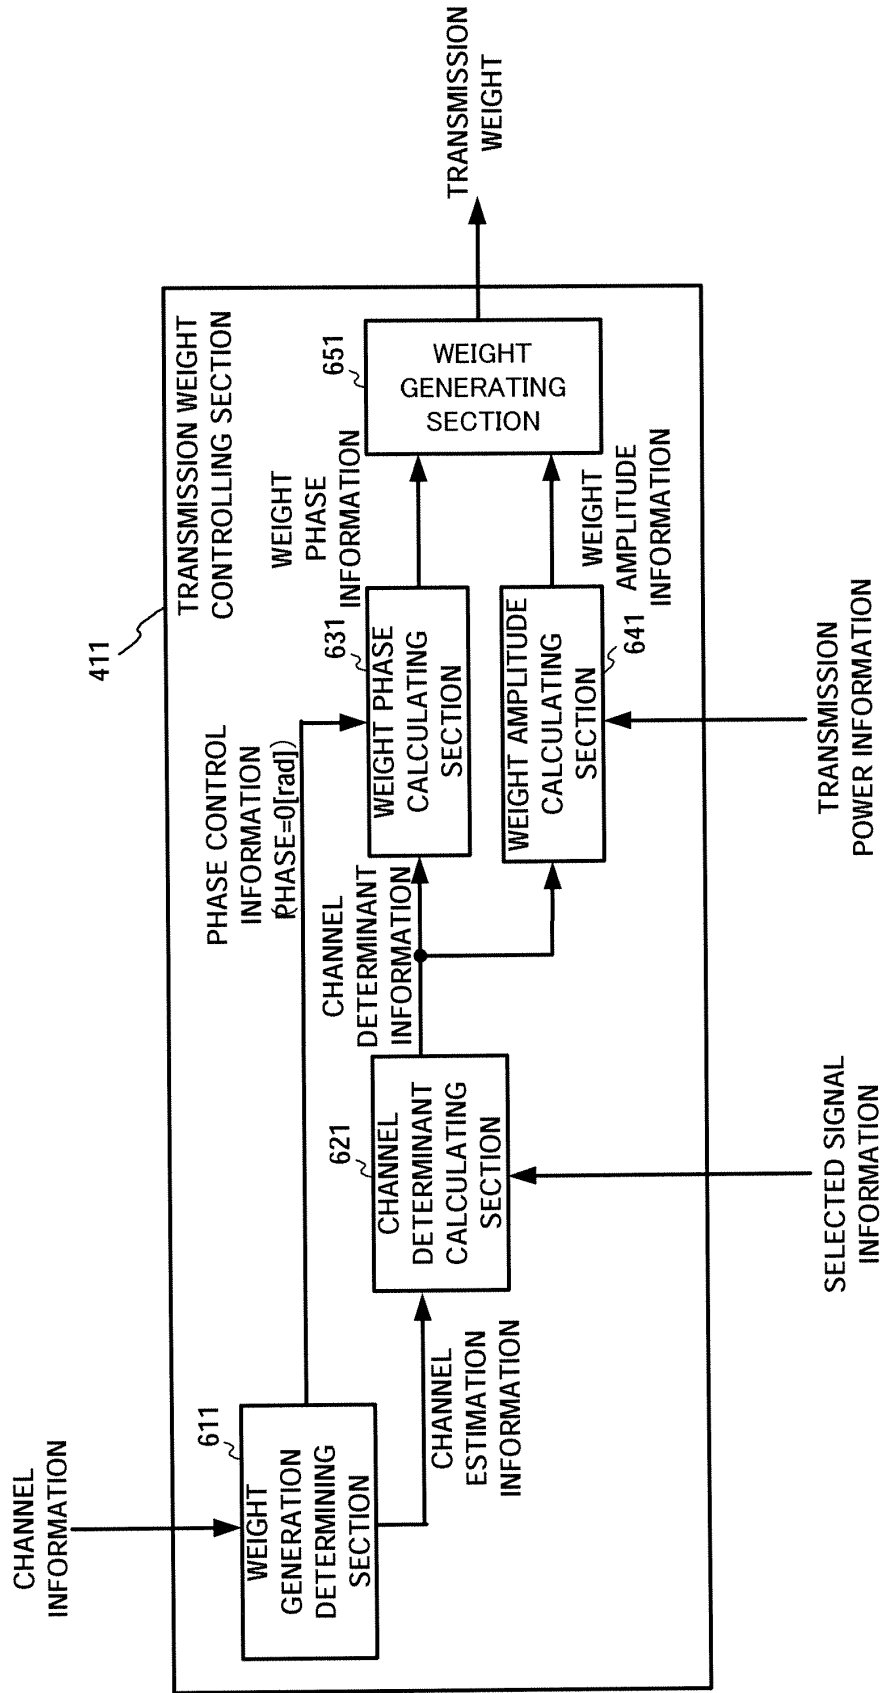 CHANNEL
INFORMATION
411
TRANSMISSION WEIGHT
CONTROLLING SECTION
611
WEIGHT
GENERATION
DETERMINING
SECTION
PHASE CONTROL
INFORMATION
(PHASE=0[rad])
CHANNEL
ESTIMATION
INFORMATION
621
CHANNEL
DETERMINANT
CALCULATING
SECTION
SELECTED SIGNAL
INFORMATION
CHANNEL
DETERMINANT
INFORMATION
631
WEIGHT PHASE
CALCULATING
SECTION
WEIGHT AMPLITUDE
CALCULATING
SECTION
641
TRANSMISSION
POWER INFORMATION
WEIGHT
PHASE
INFORMATION
WEIGHT
AMPLITUDE
INFORMATION
651
WEIGHT
GENERATING
SECTION
TRANSMISSION
WEIGHT